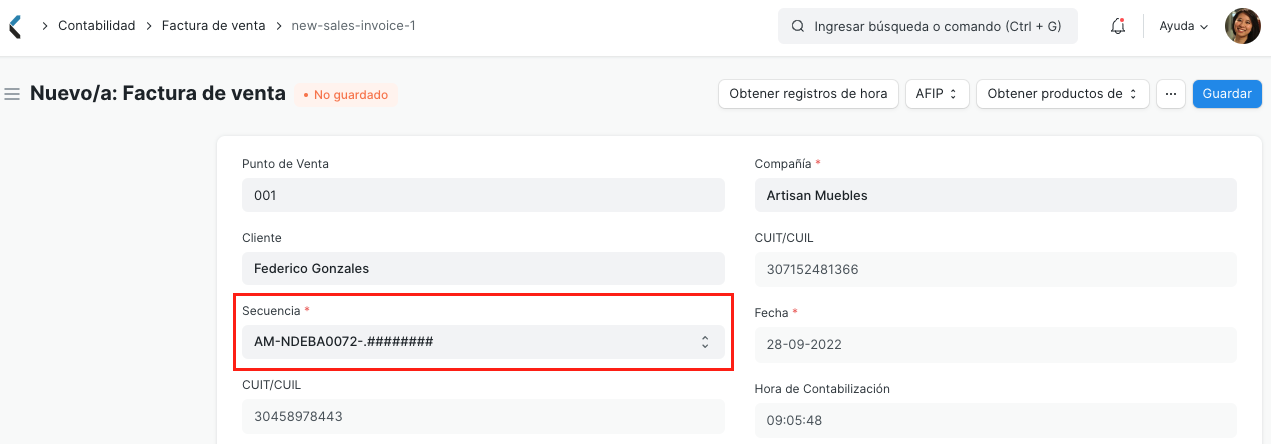 Contabilidad > Factura de venta > new-sales-invoice-1
Ingresar búsqueda o comando (Ctrl + G)
Ayuda
Nuevo/a: Factura de venta
• No guardado
Obtener registros de hora
AFIP
Obtener productos de
...
Guardar
Punto de Venta
001
Compañía *
Artisan Muebles
Cliente
Federico Gonzales
CUIT/CUIL
307152481366
Secuencia *
AM-NDEBA0072-.########
Fecha *
28-09-2022
CUIT/CUIL
30458978443
Hora de Contabilización
09:05:48